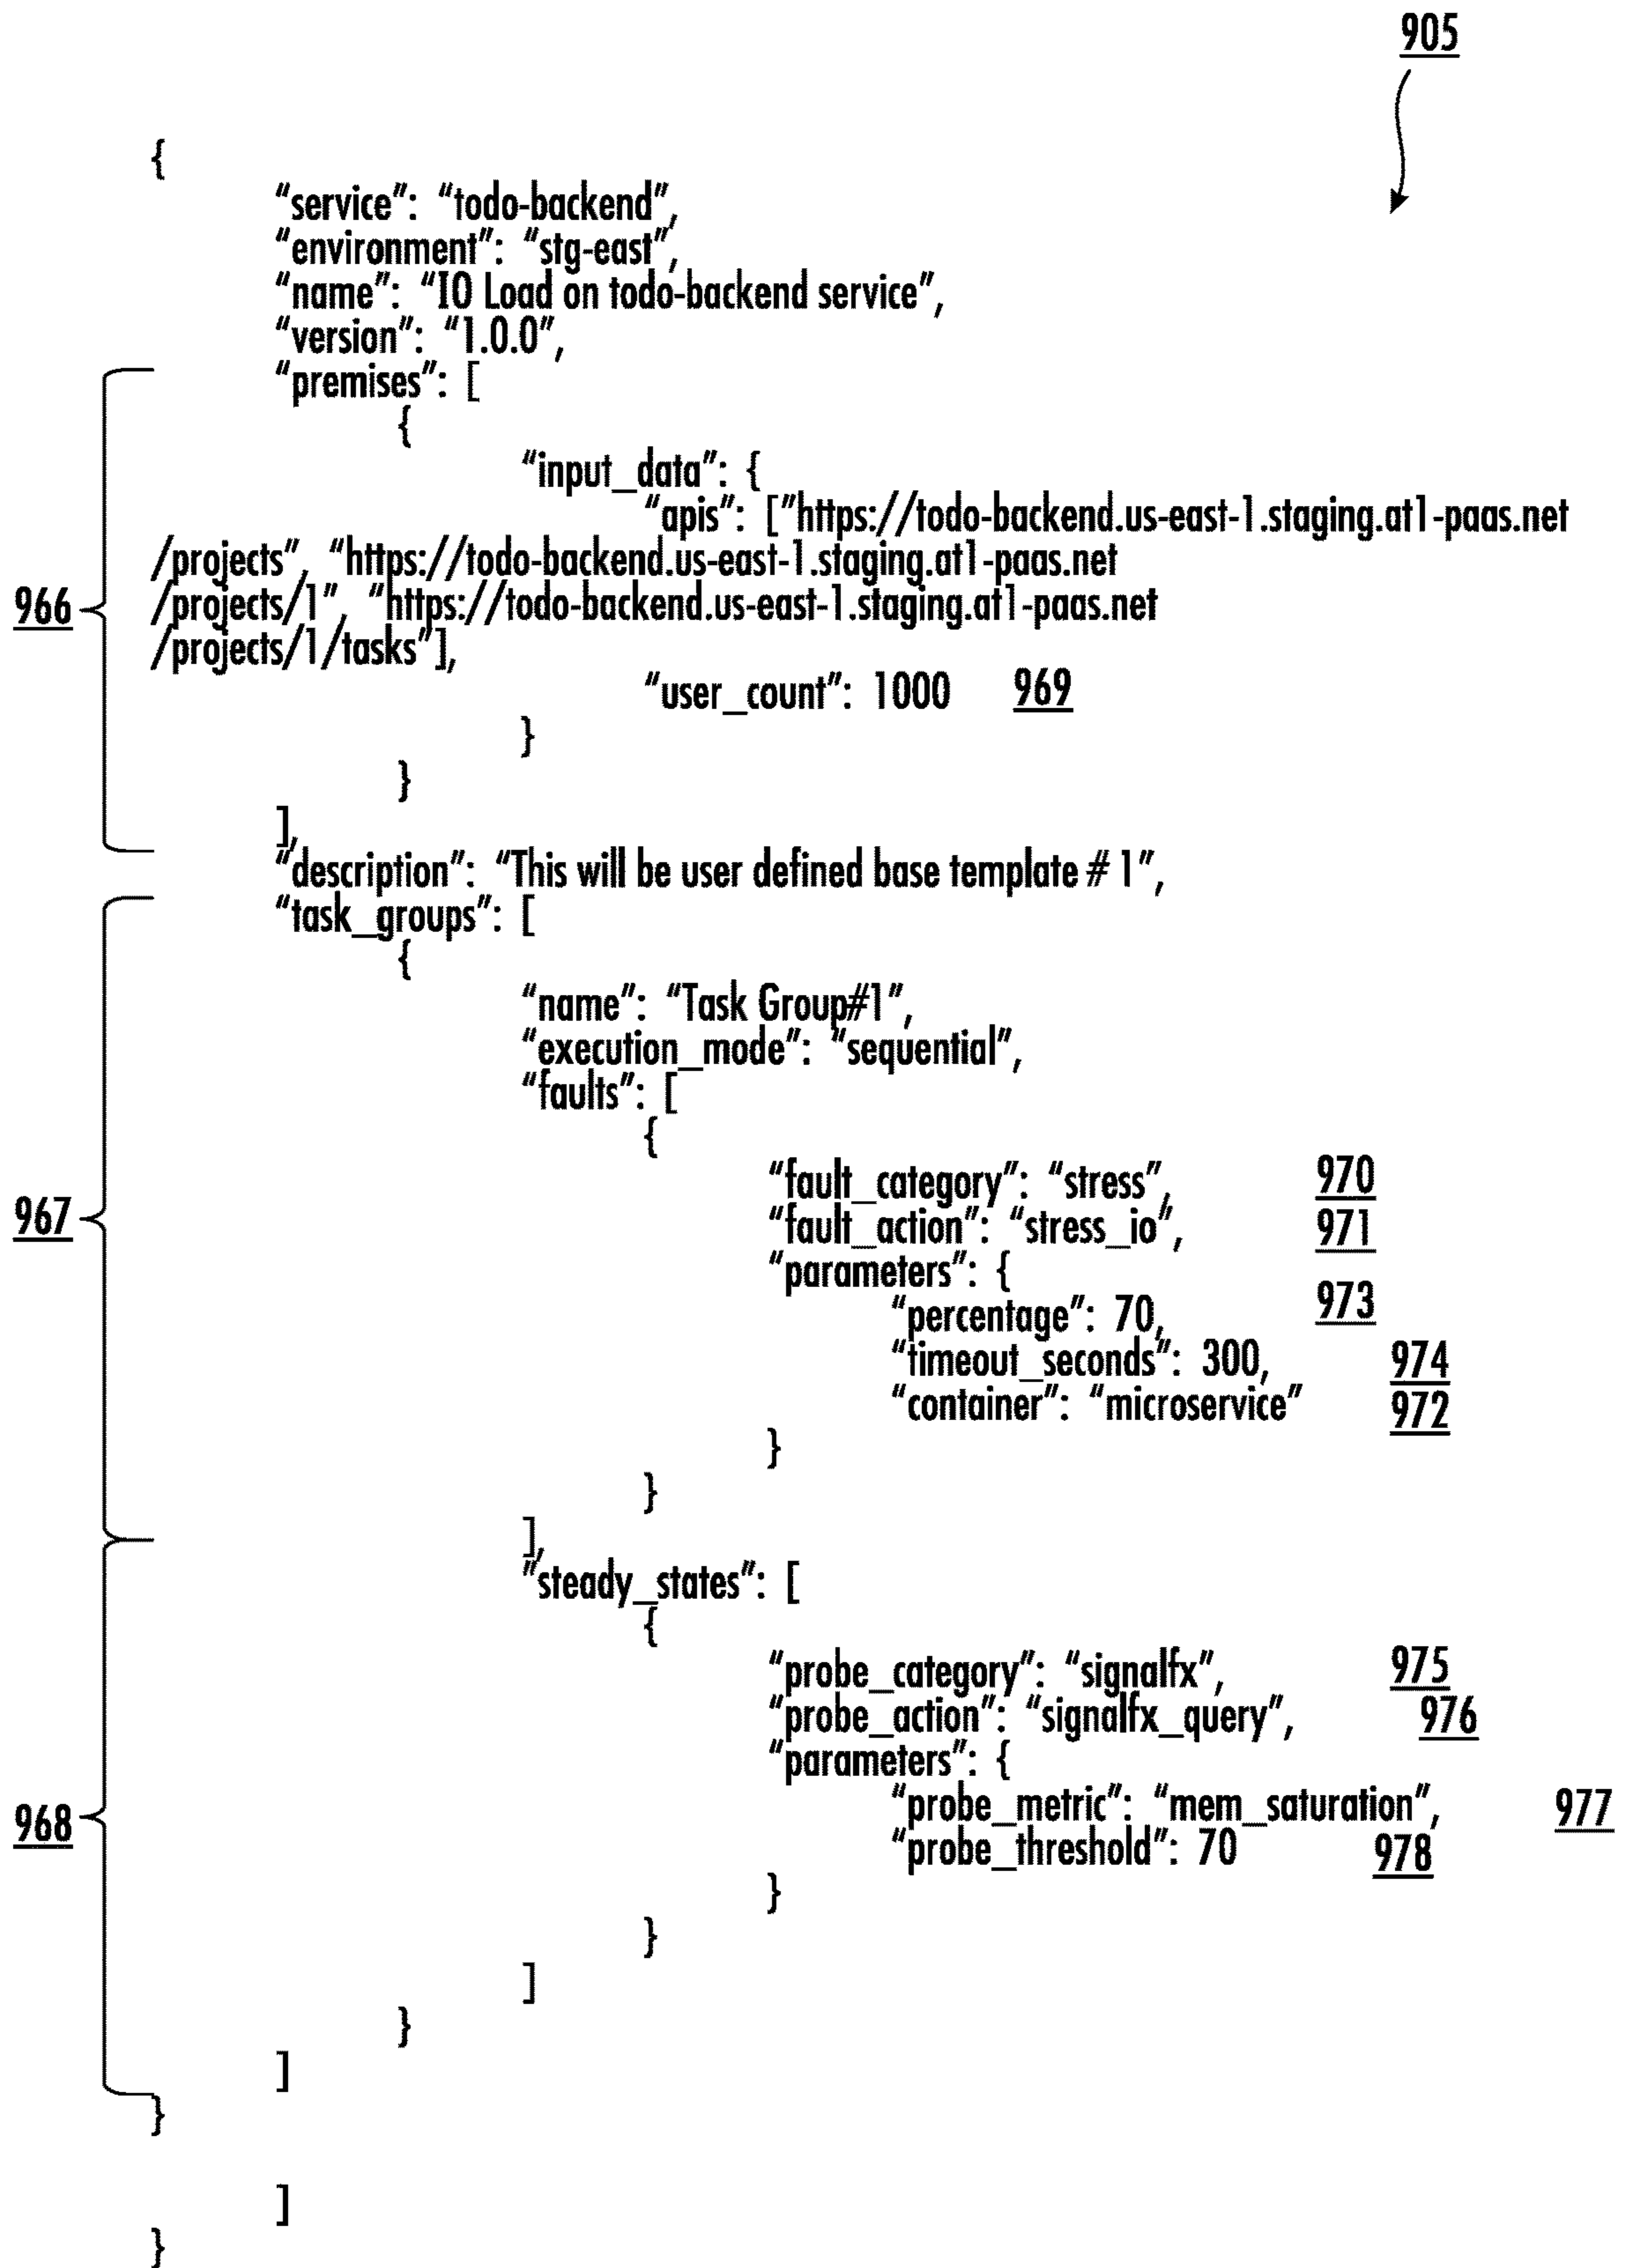 905
{
“service”: “todo-backend”,
“environment”: “stg-east”,
“name”: “IO Load on todo-backend service”,
“version”: “1.0.0”,
“premises”: [
{
“input_data”: {
“apis”: [”https://todo-backend.us-east-1.staging.at1-paas.net
/projects”, “https://todo-backend.us-east-1.staging.at1-paas.net
966 /projects/1”, “https://todo-backend.us-east-1.staging.at1-paas.net
/projects/1/tasks”],
“user_count”: 1000 969
}
}
],
“description”: “This will be user defined base template # 1”,
“task_groups”: [
{
“name”: “Task Group#1”,
“execution_mode”: “sequential”,
“faults”: [
{
“fault_category”: “stress”, 970
967 “fault_action”: “stress_io”, 971
“parameters”: {
“percentage”: 70, 973
“timeout_seconds”: 300, 974
“container”: “microservice” 972
}
}
],
“steady_states”: [
{
“probe_category”: “signalfx”, 975
“probe_action”: “signalfx_query”, 976
“parameters”: {
968 “probe_metric”: “mem_saturation”, 977
“probe_threshold”: 70 978
}
}
]
}
]
}
]
}